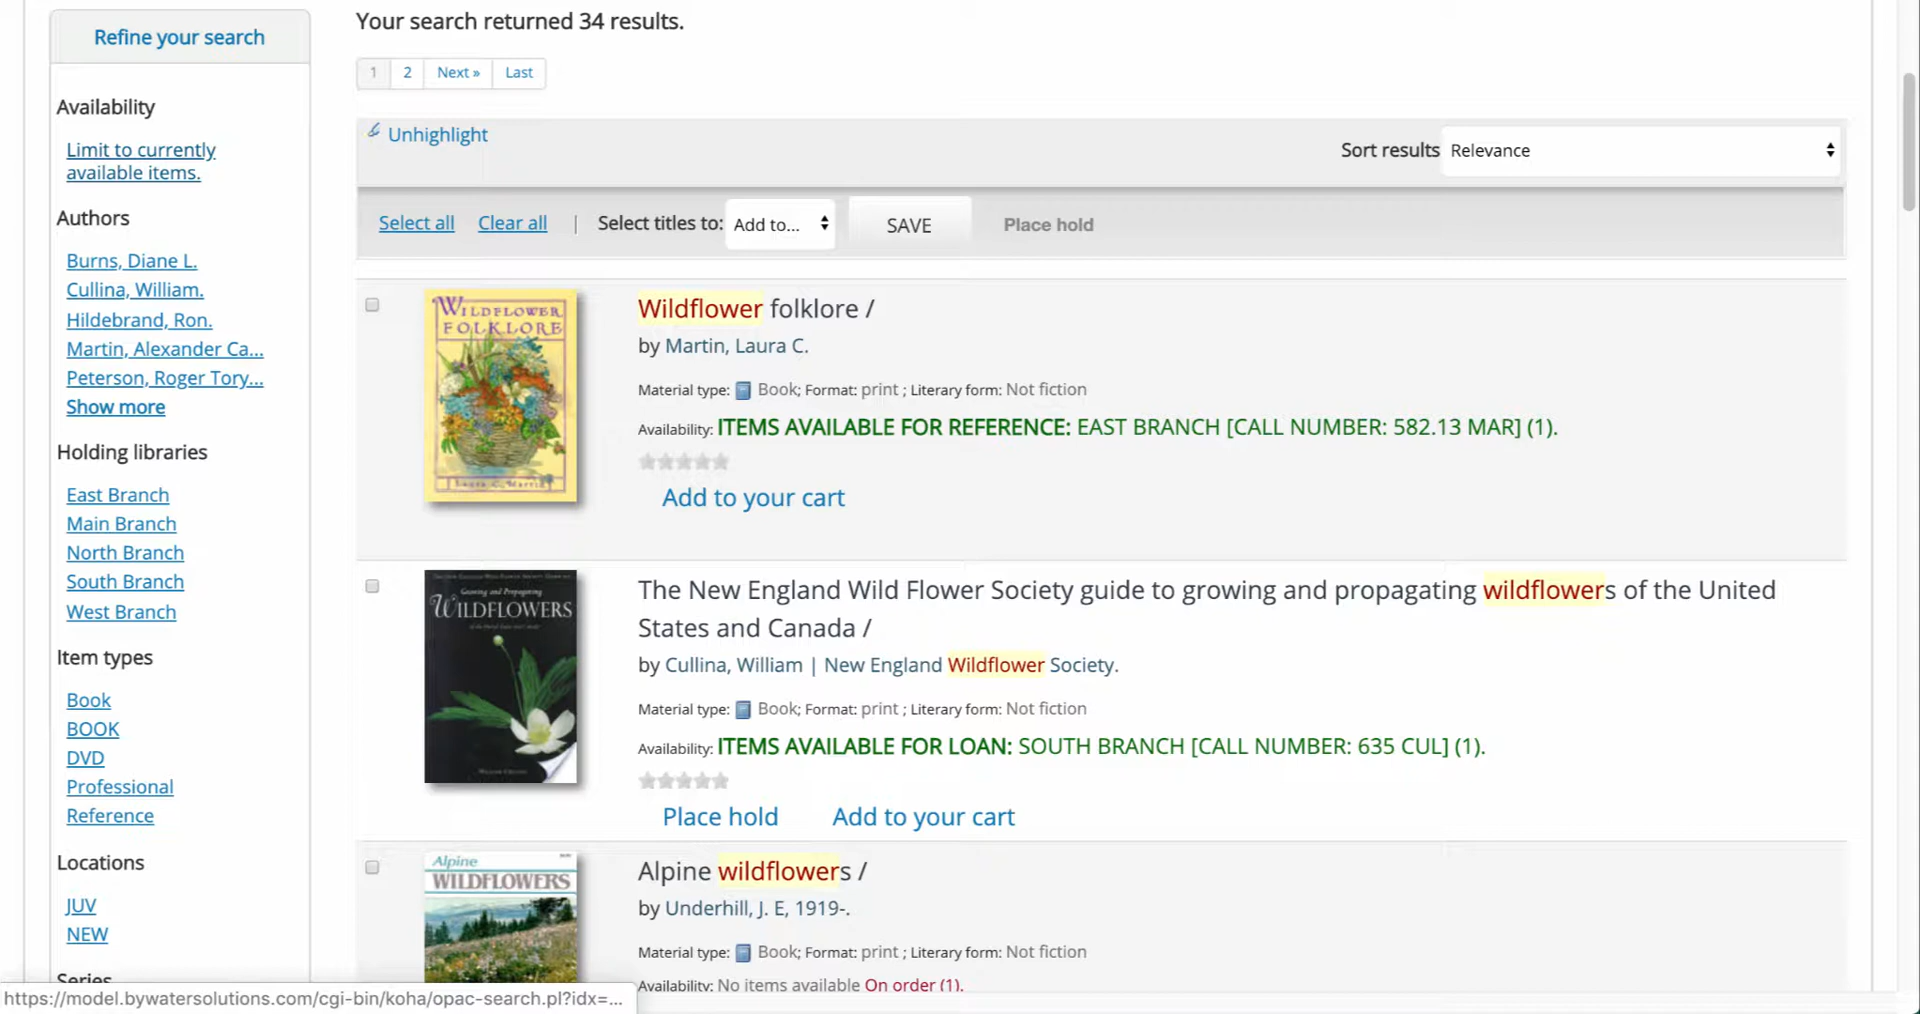 Refine your search
Availability
Limit to currently
available items.
Authors
Burns, Diane L.
Cullina, William.
Hildebrand, Ron.
Martin, Alexander Ca...
Peterson, Roger Tory...
Show more
Holding libraries
East Branch
Main Branch
North Branch
South Branch
West Branch
Item types
Book
BOOK
DVD
Professional
Reference
Locations
JUV
NEW
Series
https://model.bywatersolutions.com/cgi-bin/koha/opac-search.pl?idx=...
Your search returned 34 results.
1 2 Next » Last
Unhighlight
Sort results Relevance
Select all Clear all | Select titles to: Add to... SAVE Place hold
WILDFLOWER
FOLKLORE
Laura C. Martin
Wildflower folklore /
by Martin, Laura C.
Material type: Book; Format: print ; Literary form: Not fiction
Availability: ITEMS AVAILABLE FOR REFERENCE: EAST BRANCH [CALL NUMBER: 582.13 MAR] (1).
Add to your cart
Growing and Propagating
WILDFLOWERS
WILLIAM CULLINA
The New England Wild Flower Society guide to growing and propagating wildflowers of the United
States and Canada /
by Cullina, William | New England Wildflower Society.
Material type: Book; Format: print ; Literary form: Not fiction
Availability: ITEMS AVAILABLE FOR LOAN: SOUTH BRANCH [CALL NUMBER: 635 CUL] (1).
Place hold Add to your cart
Alpine
WILDFLOWERS
Alpine wildflowers /
by Underhill, J. E, 1919-.
Material type: Book; Format: print ; Literary form: Not fiction
Availability: No items available On order (1).